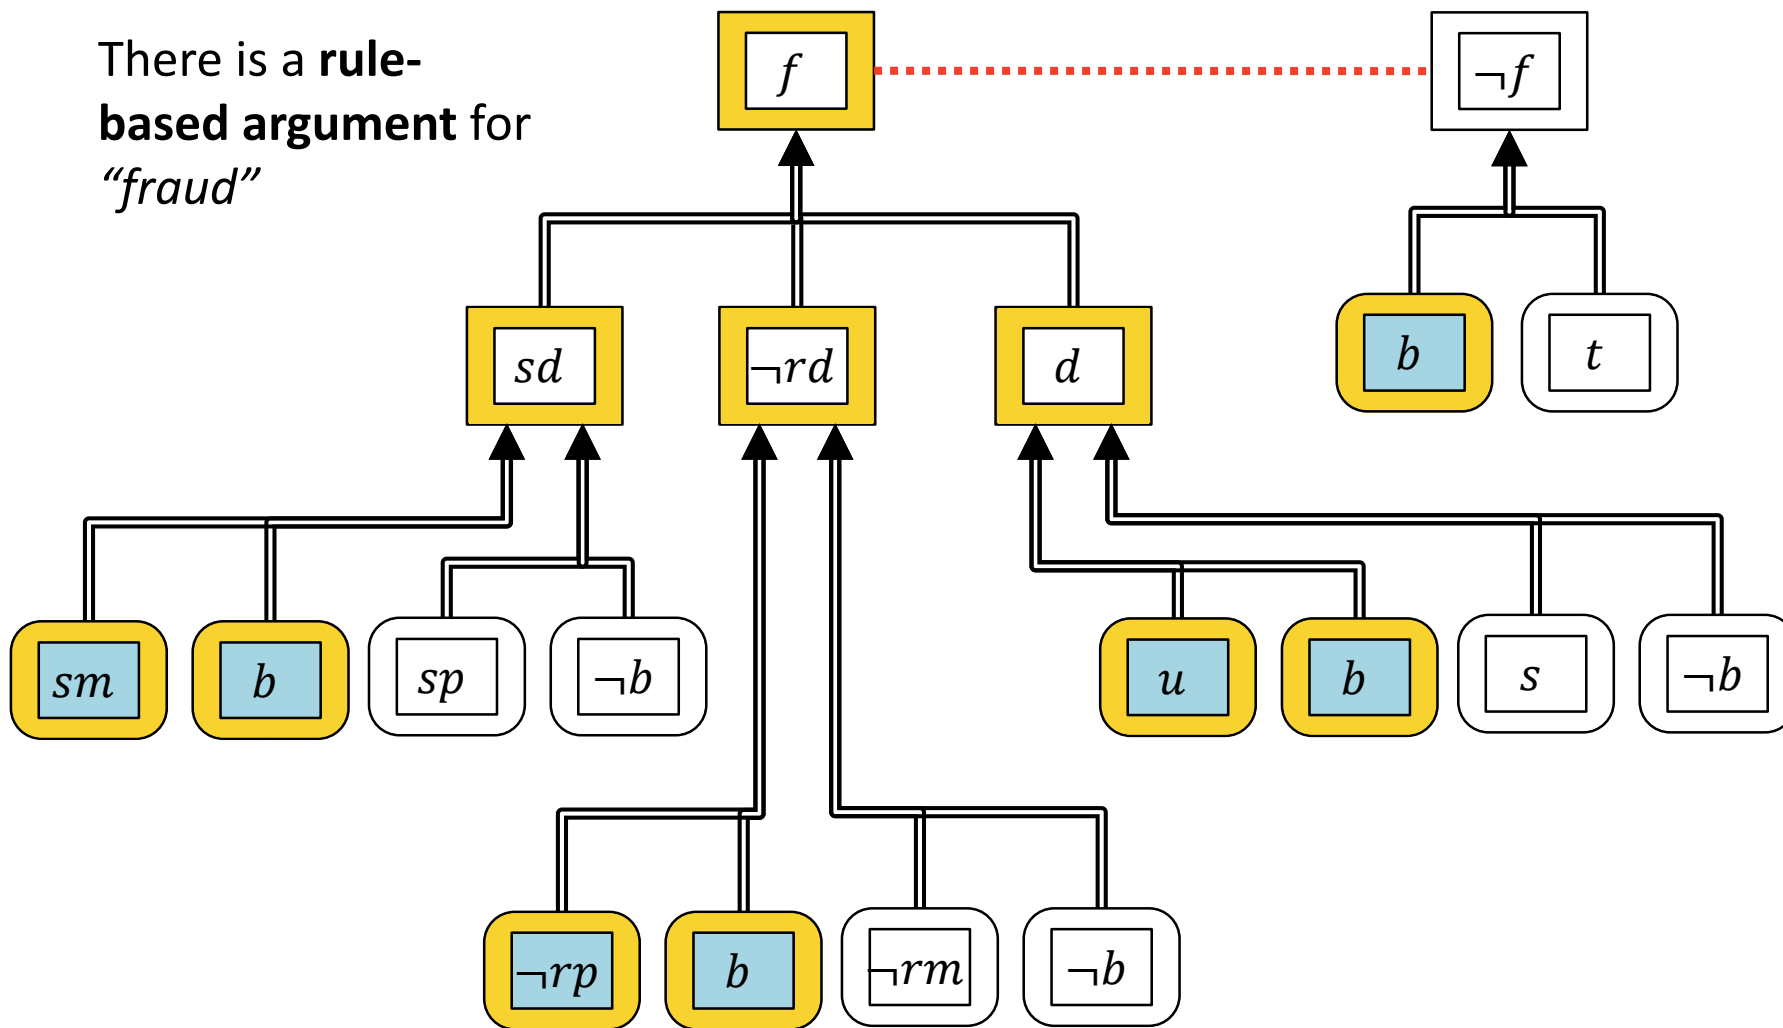 There is a rule-
based argument for
“fraud”
f
¬f
sd
¬rd
d
b
t
sm
b
sp
¬b
u
b
s
¬b
¬rp
b
¬rm
¬b